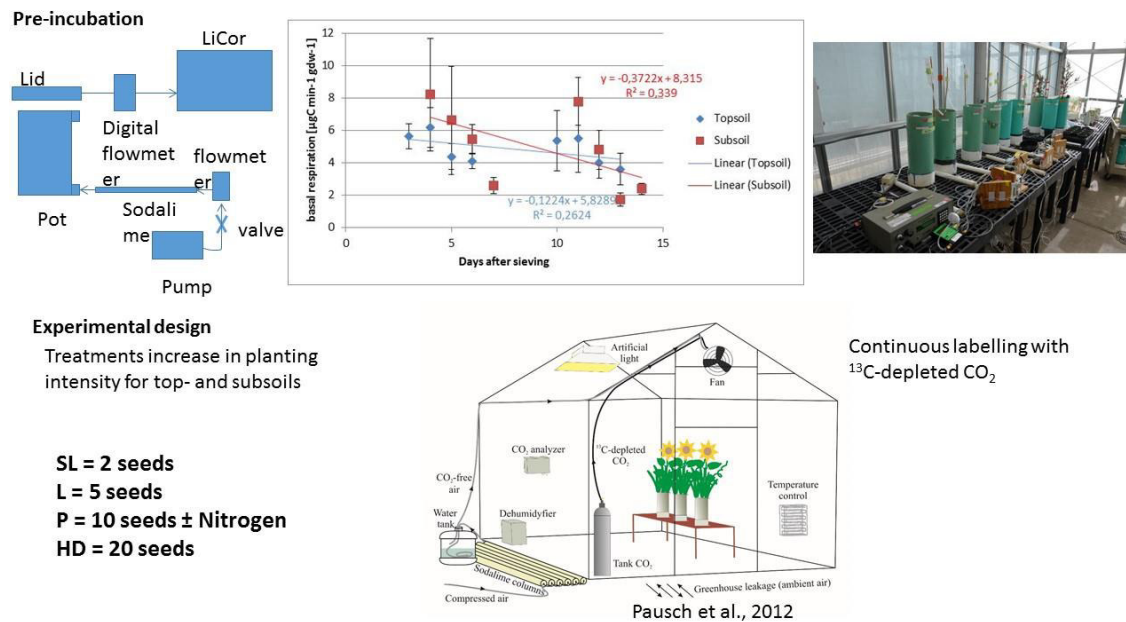 Pre-incubation
LiCor
Lid
Digital
flowmet
er
flowmet
er
Pot
Sodali
me
valve
Pump
basal respiration [µgC min-1 gdw-1]
12
10
8
6
4
2
0
0
5
10
15
Days after sieving
y = -0,3722x + 8,315
R² = 0,339
y = -0,1224x + 5,8289
R² = 0,2624
Topsoil
Subsoil
Linear (Topsoil)
Linear (Subsoil)
Experimental design
Treatments increase in planting
intensity for top- and subsoils
SL = 2 seeds
L = 5 seeds
P = 10 seeds ± Nitrogen
HD = 20 seeds
Artificial
light
Fan
CO₂ analyzer
¹³C-depleted
CO₂
CO₂-free
air
Water
tank
Dehumidyfier
Temperature
control
Tank CO₂
Sodalime columns
Compressed air
Greenhouse leakage (ambient air)
Pausch et al., 2012
Continuous labelling with
¹³C-depleted CO₂